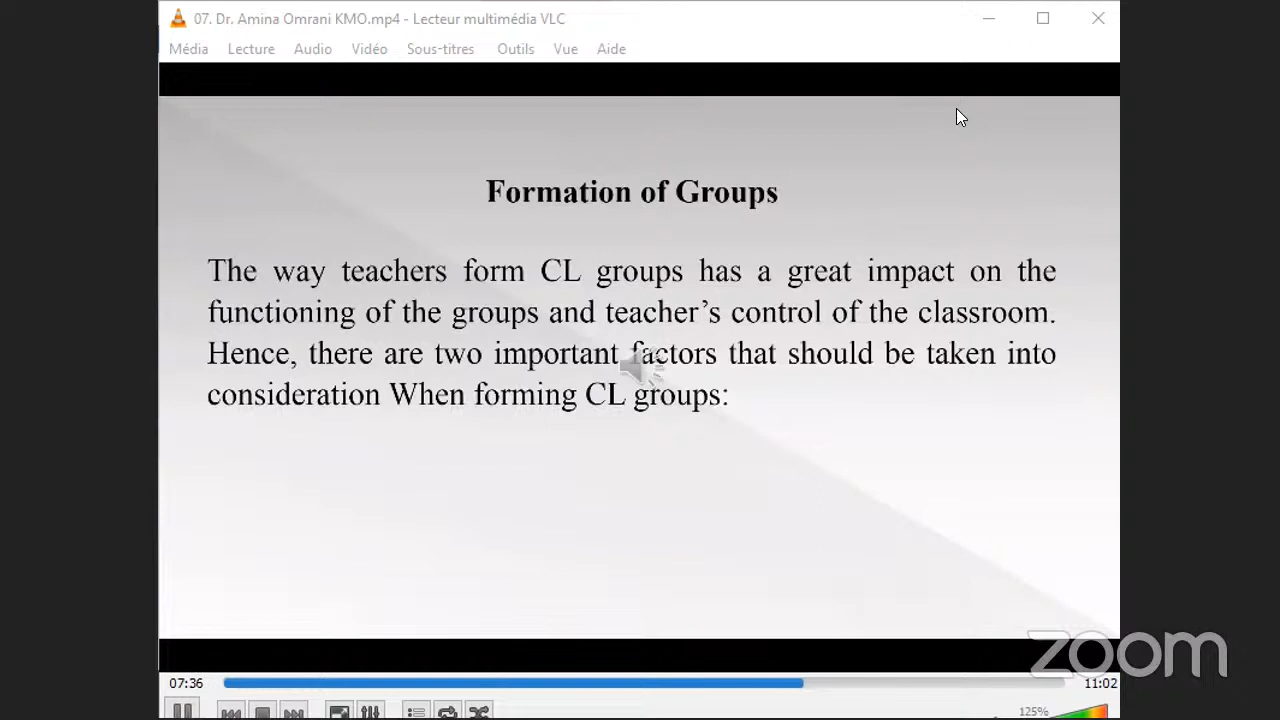 07. Dr. Amina Omrani KMO.mp4 - Lecteur multimédia VLC
Média Lecture Audio Vidéo Sous-titres Outils Vue Aide
Formation of Groups
The way teachers form CL groups has a great impact on the
functioning of the groups and teacher’s control of the classroom.
Hence, there are two important factors that should be taken into
consideration When forming CL groups:
zoom
07:36 11:02
125%